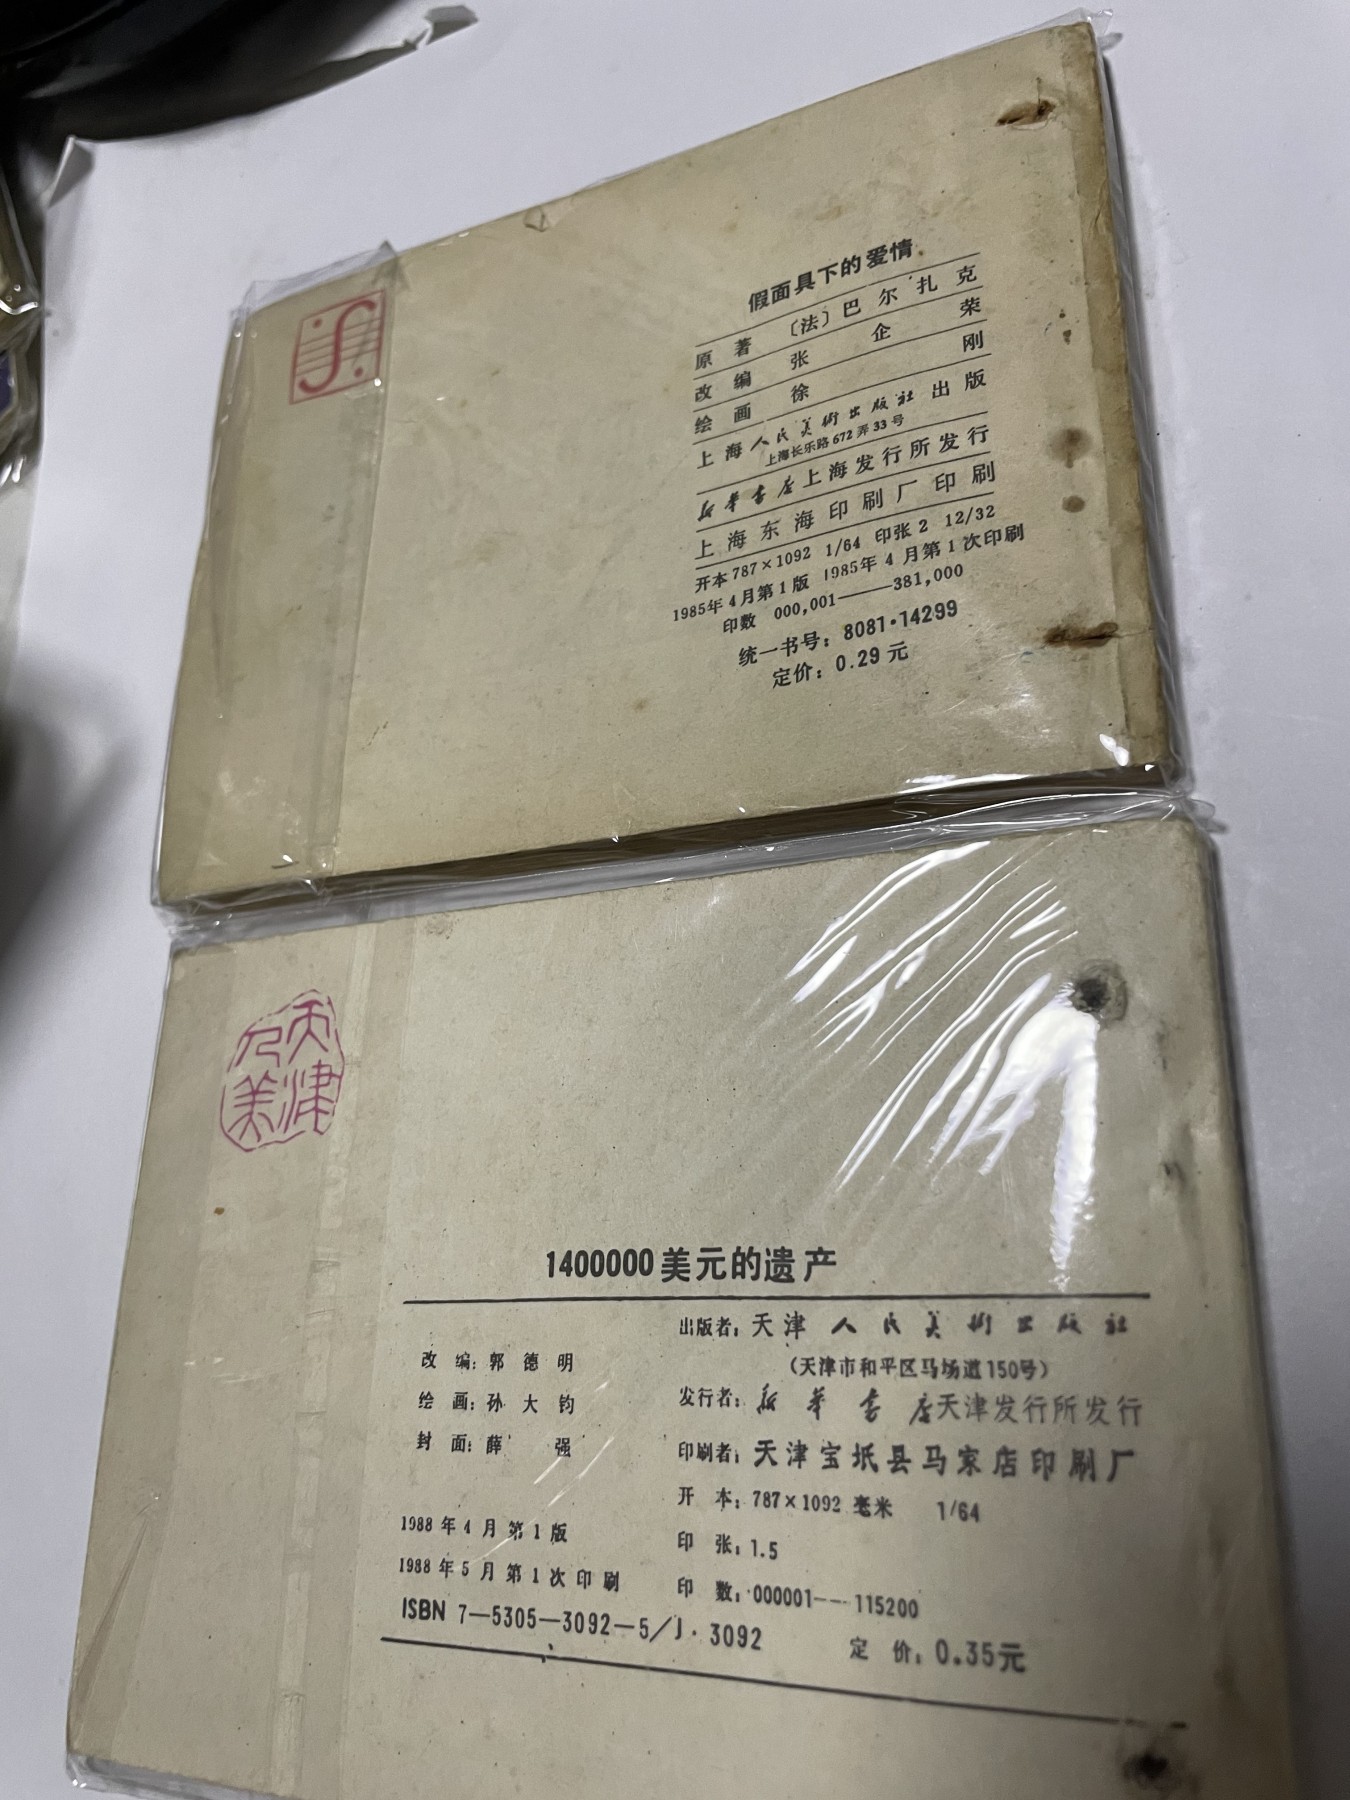 假面具下的爱情
原著 〔法〕巴尔扎克
改编 张企荣
绘画 徐刚
上海人民美術出版社出版
上海长乐路672弄33号
新华書店上海发行所发行
上海东海印刷厂印刷
开本787×1092 1/64 印张2 12/32
1985年4月第1版 1985年4月第1次印刷
印数 000,001——381,000
统一书号：8081·14299
定价：0.29元
天津
人美
1400000美元的遗产
改编：郭德明
绘画：孙大钧
封面：薛强
1988年4月第1版
1988年5月第1次印刷
ISBN 7—5305—3092—5/J·3092
出版者：天津人民美術出版社
（天津市和平区马场道150号）
发行者：新華書店天津发行所发行
印刷者：天津宝坻县马家店印刷厂
开本：787×1092毫米 1/64
印张：1.5
印数：000001——115200
定价：0.35元